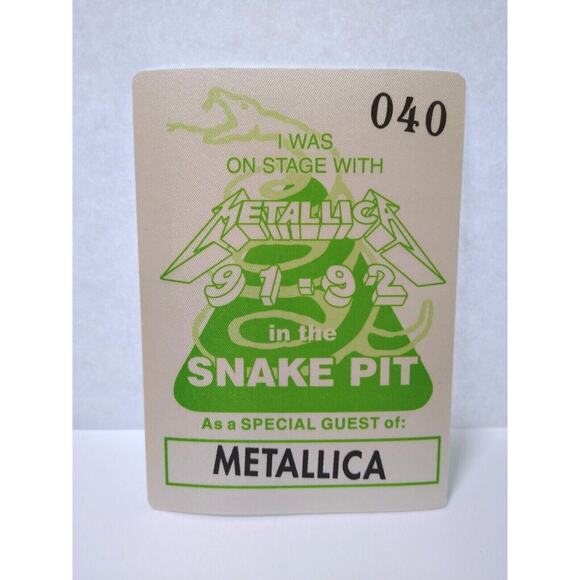 040
I WAS
ON STAGE WITH
METALLICA
91-92
in the
SNAKE PIT
As a SPECIAL GUEST of:
METALLICA